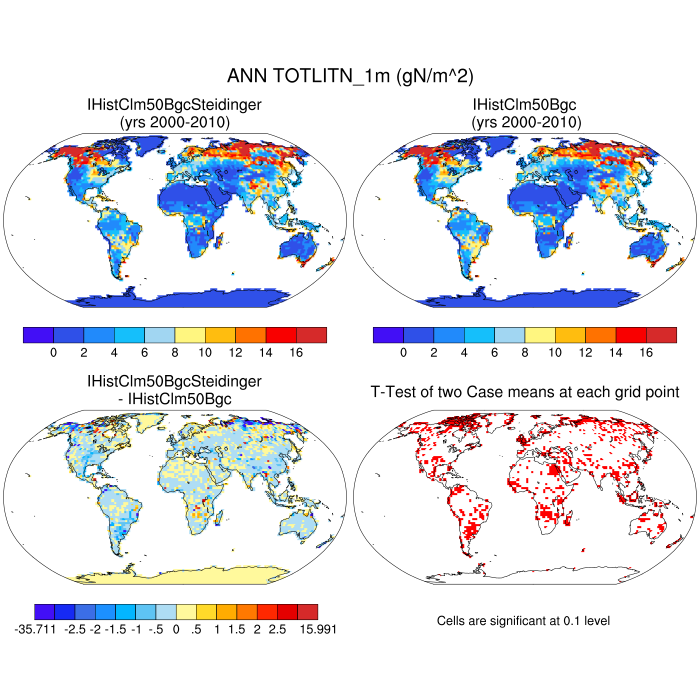 ANN TOTLITN_1m (gN/m^2)
IHistClm50BgcSteidinger
(yrs 2000-2010)
IHistClm50Bgc
(yrs 2000-2010)
0 2 4 6 8 10 12 14 16
0 2 4 6 8 10 12 14 16
IHistClm50BgcSteidinger
- IHistClm50Bgc
T-Test of two Case means at each grid point
-35.711 -2.5 -2 -1.5 -1 -.5 0 .5 1 1.5 2 2.5 15.991
Cells are significant at 0.1 level